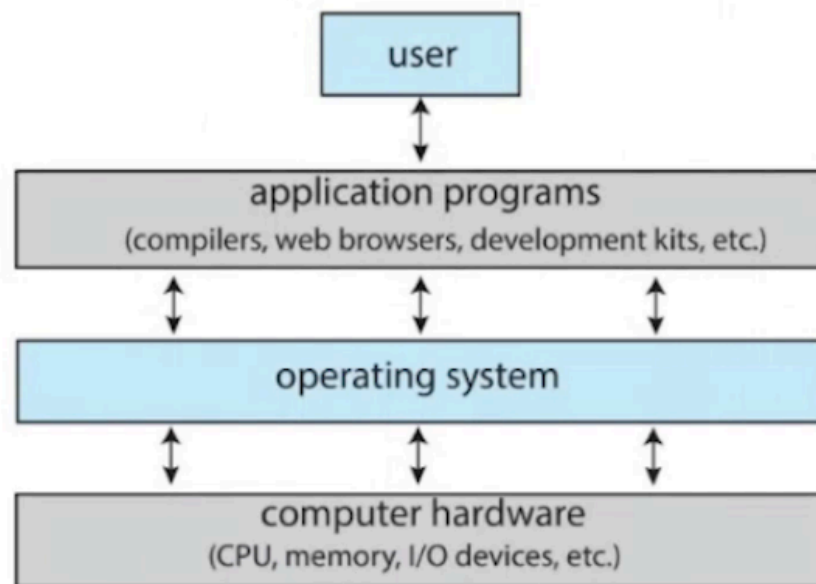 user
application programs
(compilers, web browsers, development kits, etc.)
operating system
computer hardware
(CPU, memory, I/O devices, etc.)